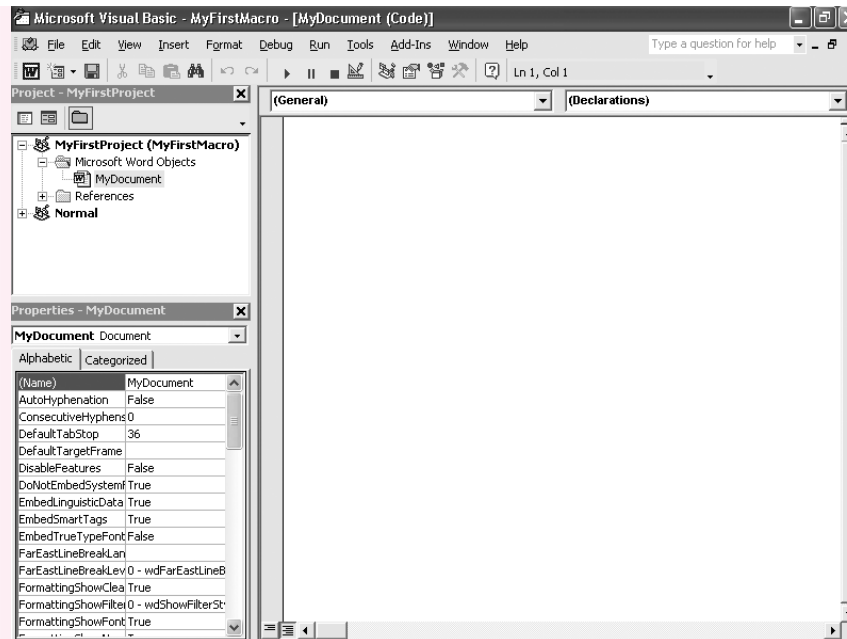 Microsoft Visual Basic - MyFirstMacro - [MyDocument (Code)]
File Edit View Insert Format Debug Run Tools Add-Ins Window Help Type a question for help
Ln 1, Col 1
Project - MyFirstProject
(General) (Declarations)
MyFirstProject (MyFirstMacro)
Microsoft Word Objects
MyDocument
References
Normal
Properties - MyDocument
MyDocument Document
Alphabetic Categorized
(Name) MyDocument
AutoHyphenation False
ConsecutiveHyphens 0
DefaultTabStop 36
DefaultTargetFrame
DisableFeatures False
DoNotEmbedSystemF True
EmbedLinguisticData True
EmbedSmartTags True
EmbedTrueTypeFont False
FarEastLineBreakLan
FarEastLineBreakLev 0 - wdFarEastLineB
FormattingShowClea True
FormattingShowFilte 0 - wdShowFilterSt
FormattingShowFont True